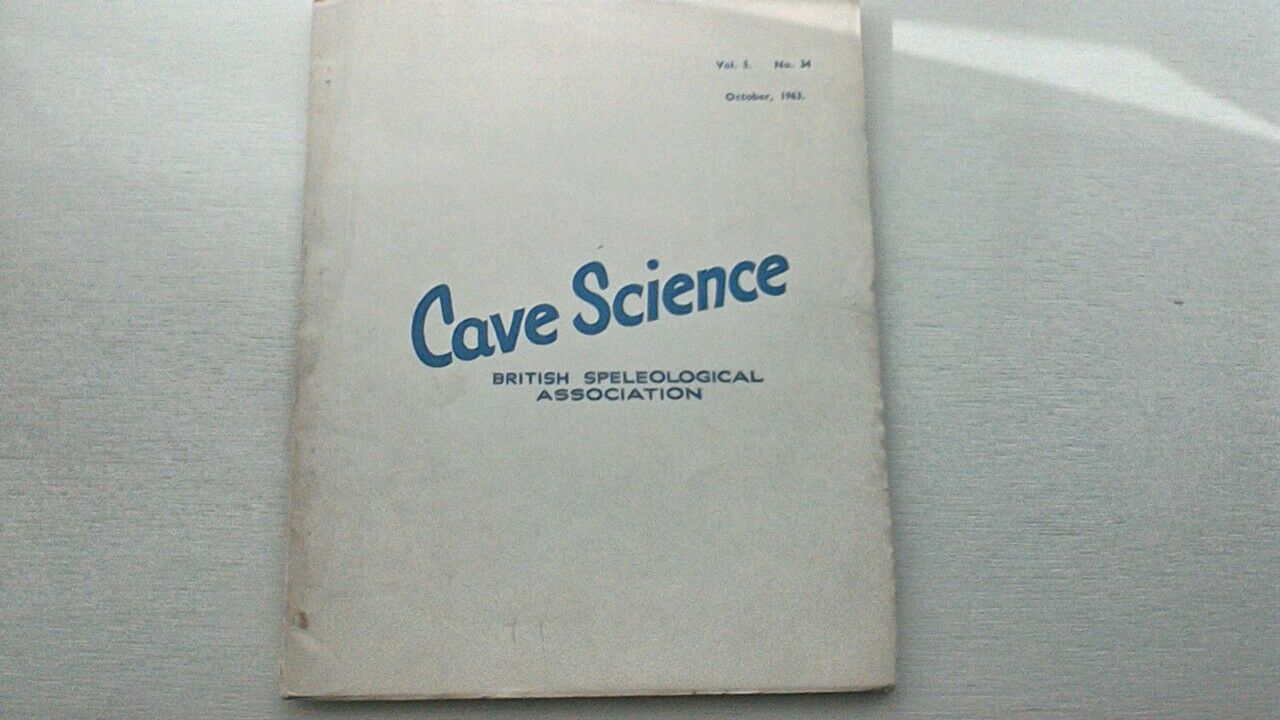 Vol. 5. No. 34
October, 1963.
Cave Science
BRITISH SPELEOLOGICAL
ASSOCIATION